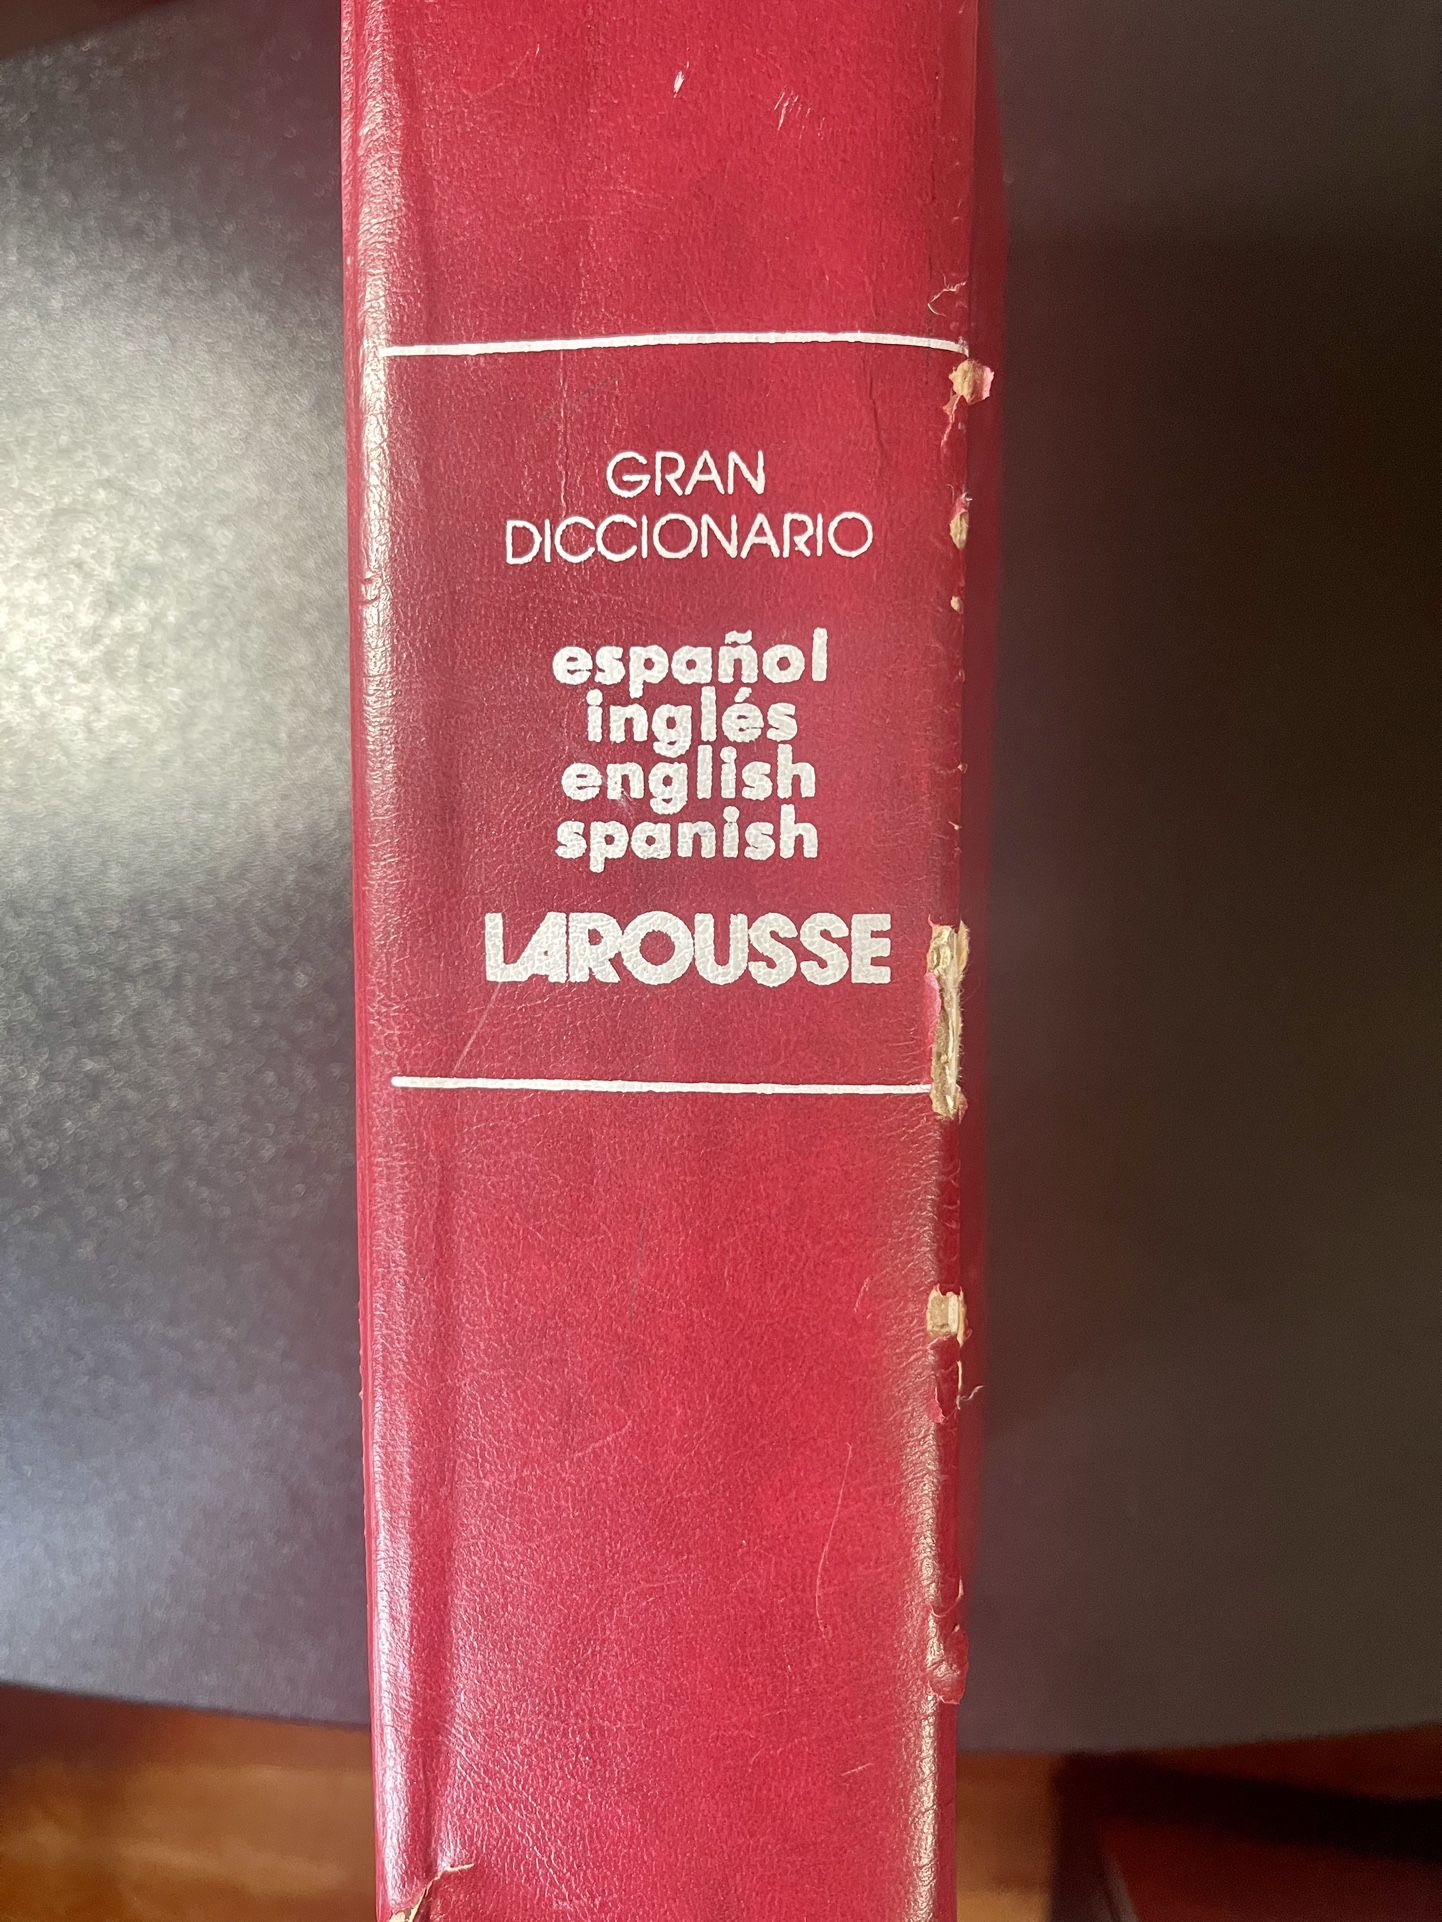 GRAN
DICCIONARIO
español
inglés
english
spanish
LAROUSSE